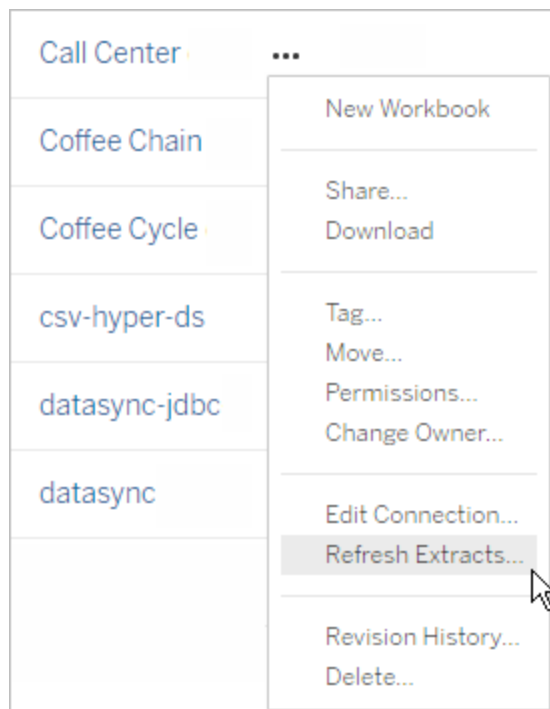 Call Center
•••
New Workbook
Coffee Chain
Share...
Download
Coffee Cycle
Tag...
csv-hyper-ds
Move...
Permissions...
datasync-jdbc
Change Owner...
datasync
Edit Connection...
Refresh Extracts...
Revision History...
Delete...